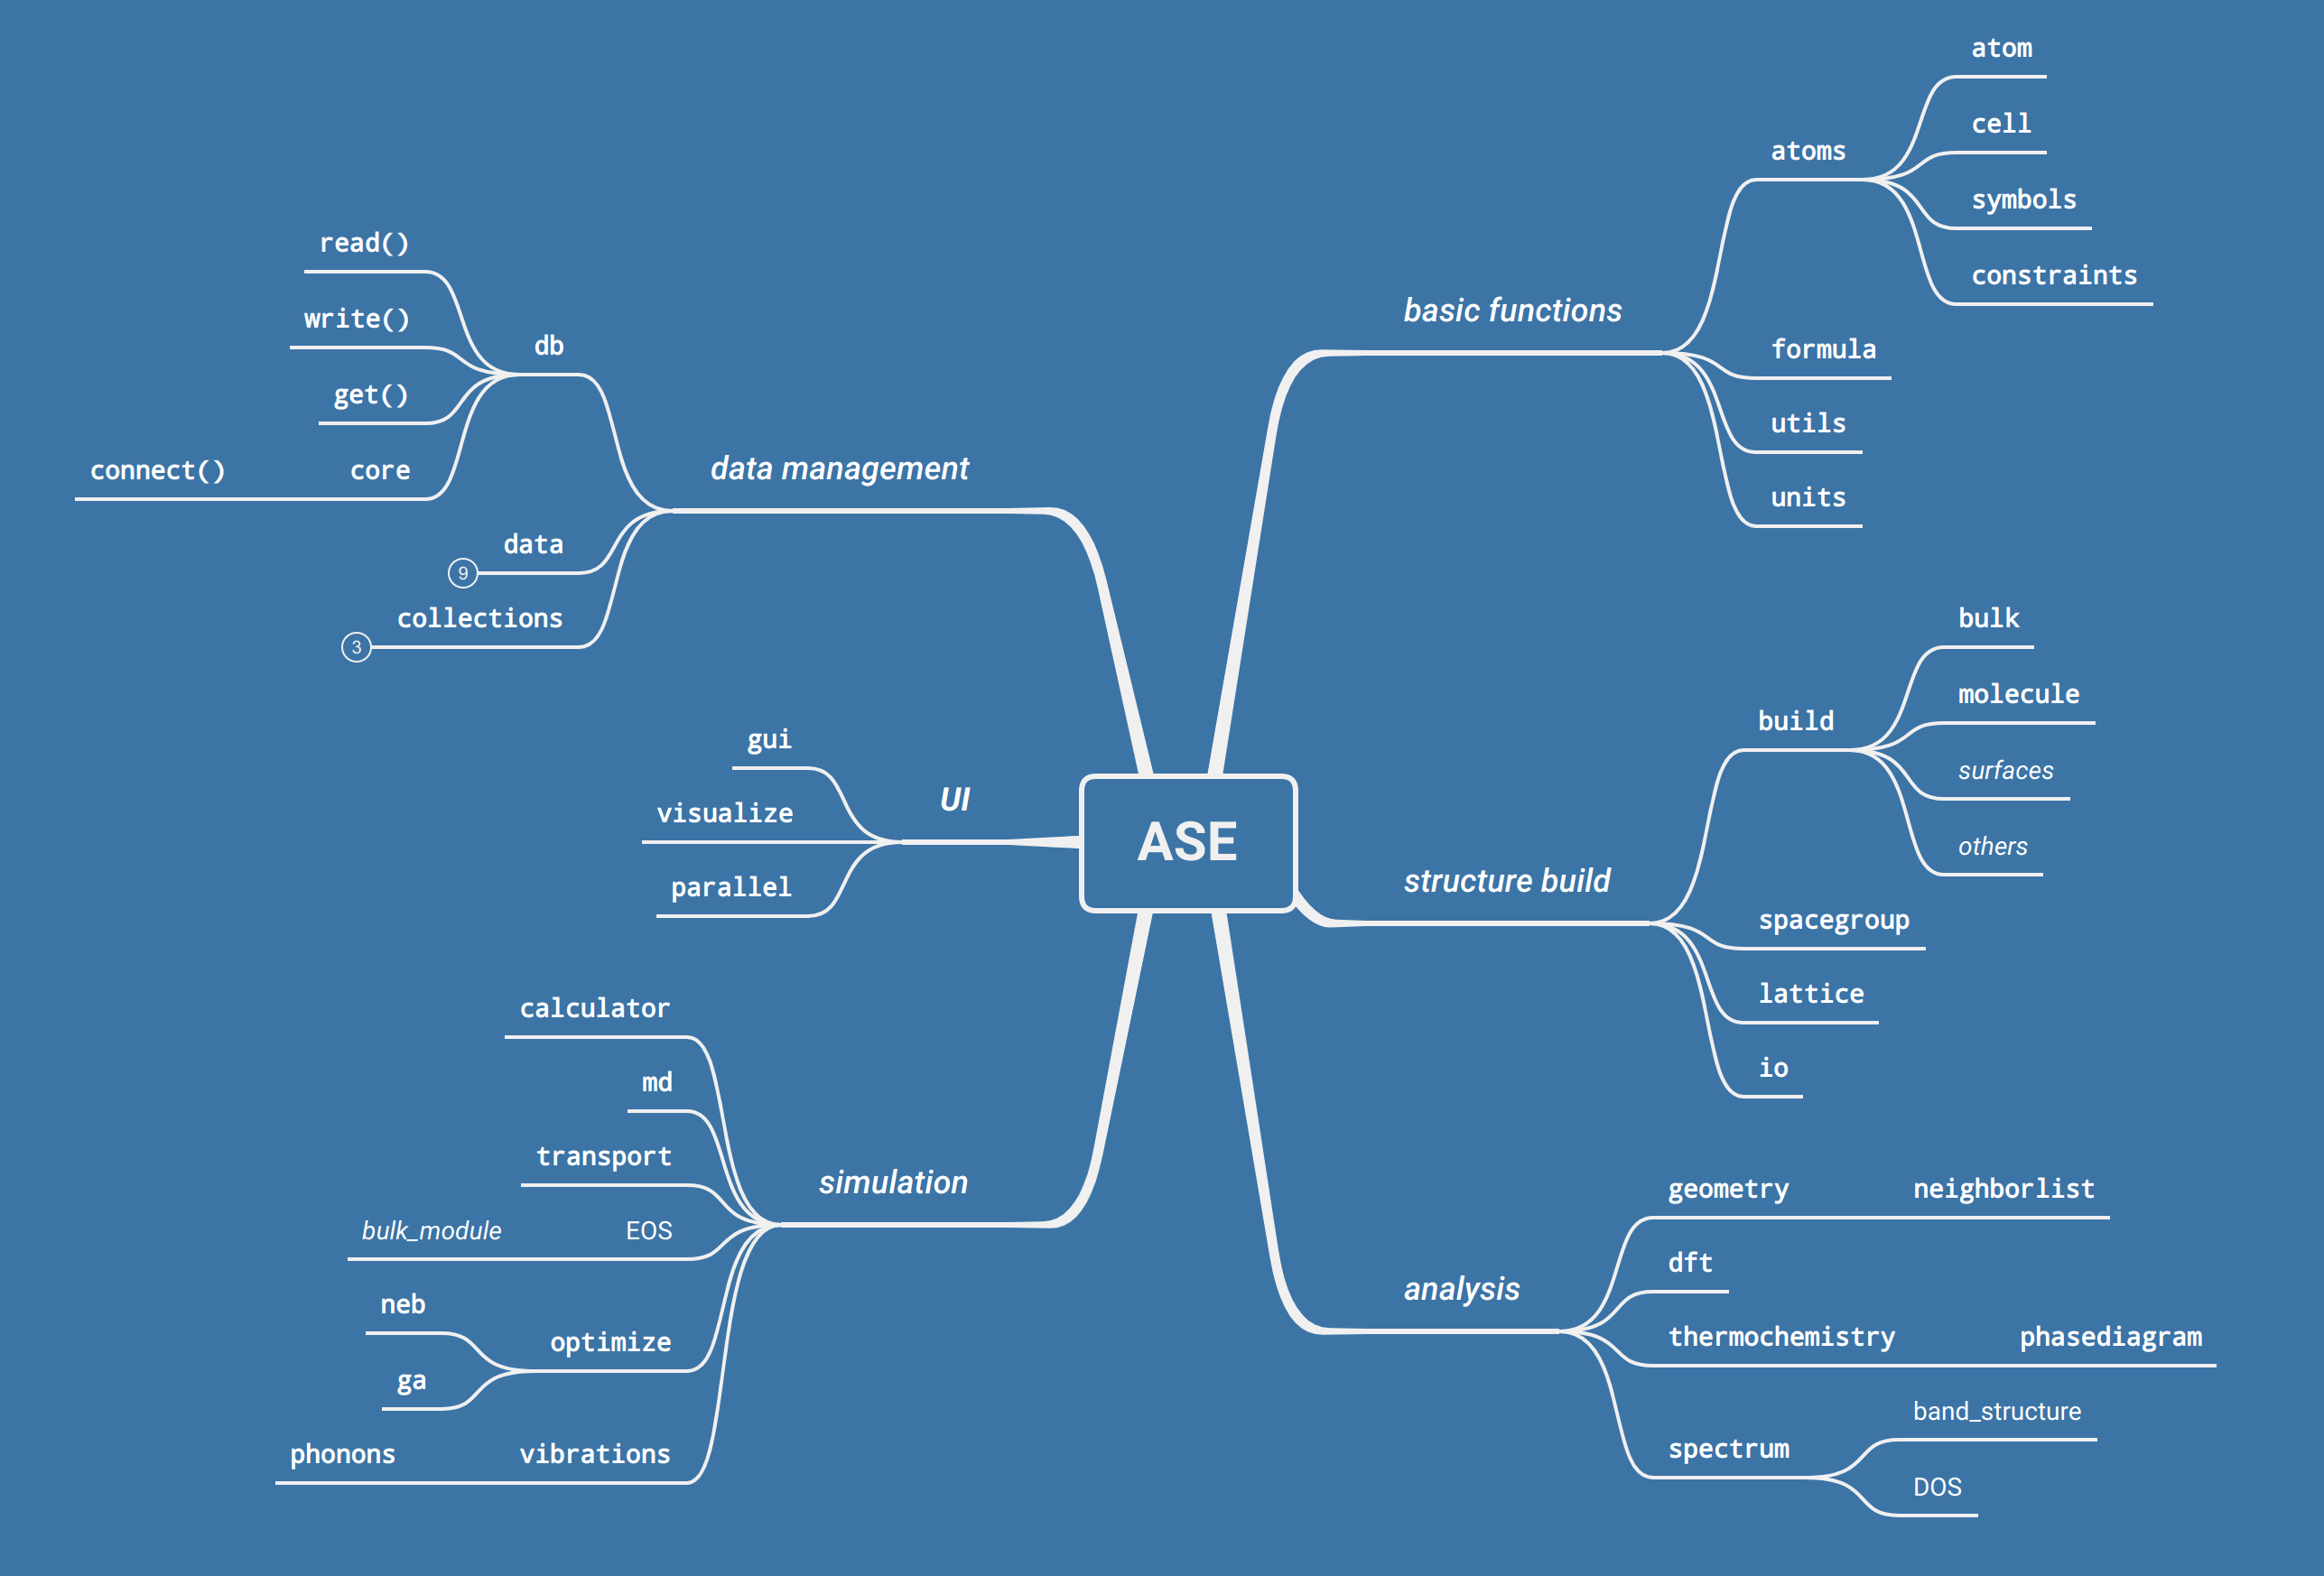 ASE
basic functions
atoms
atom
cell
symbols
constraints
formula
utils
units
structure build
build
bulk
molecule
surfaces
others
spacegroup
lattice
io
analysis
geometry
neighborlist
dft
thermochemistry
phasediagram
spectrum
band_structure
DOS
data management
db
read()
write()
get()
core
connect()
data
9
collections
3
UI
gui
visualize
parallel
simulation
calculator
md
transport
EOS
bulk_module
optimize
neb
ga
vibrations
phonons